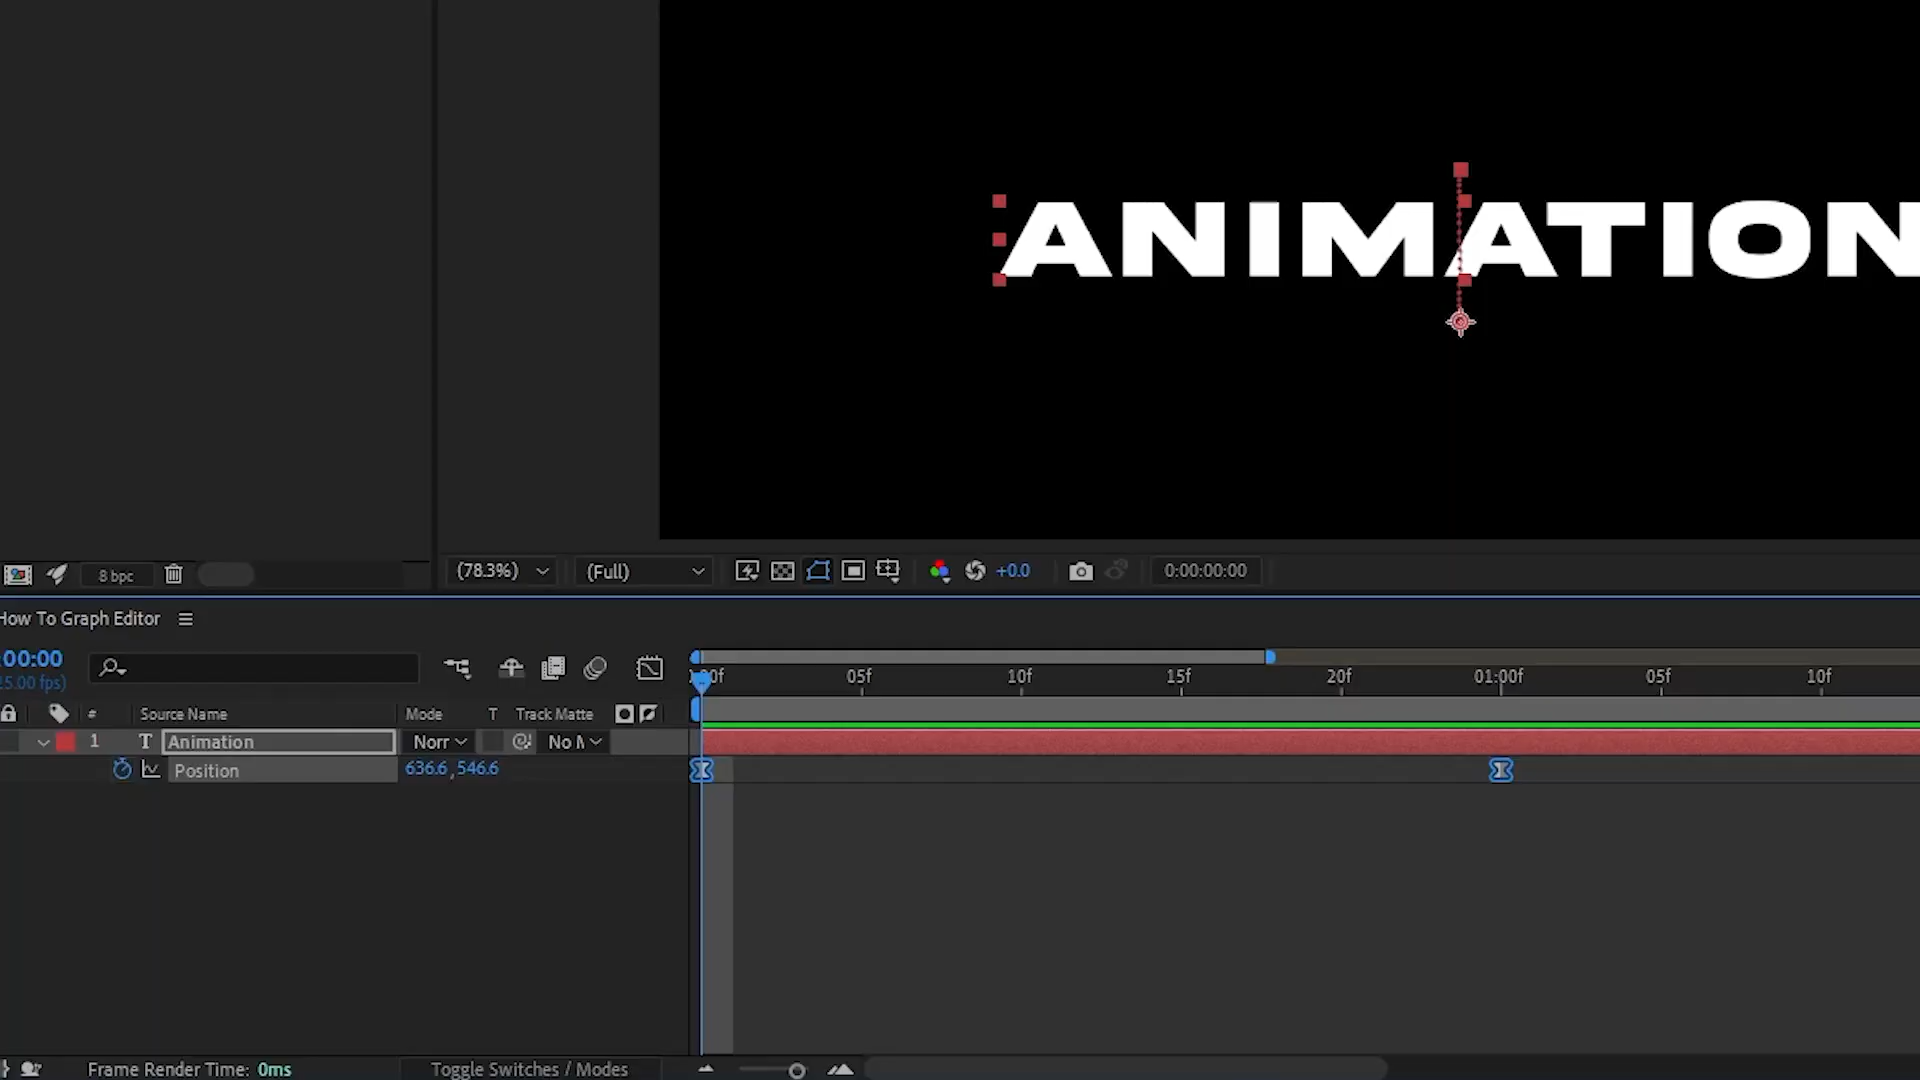 ANIMATION
8 bpc
(78.3%)
(Full)
+0.0
0:00:00:00
How To Graph Editor
00:00
25.00 fps)
05f
10f
15f
20f
01:00f
05f
10f
#
Source Name
Mode
T
Track Matte
1
T
Animation
Norr
No M
Position
636.6,546.6
Frame Render Time: 0ms
Toggle Switches / Modes